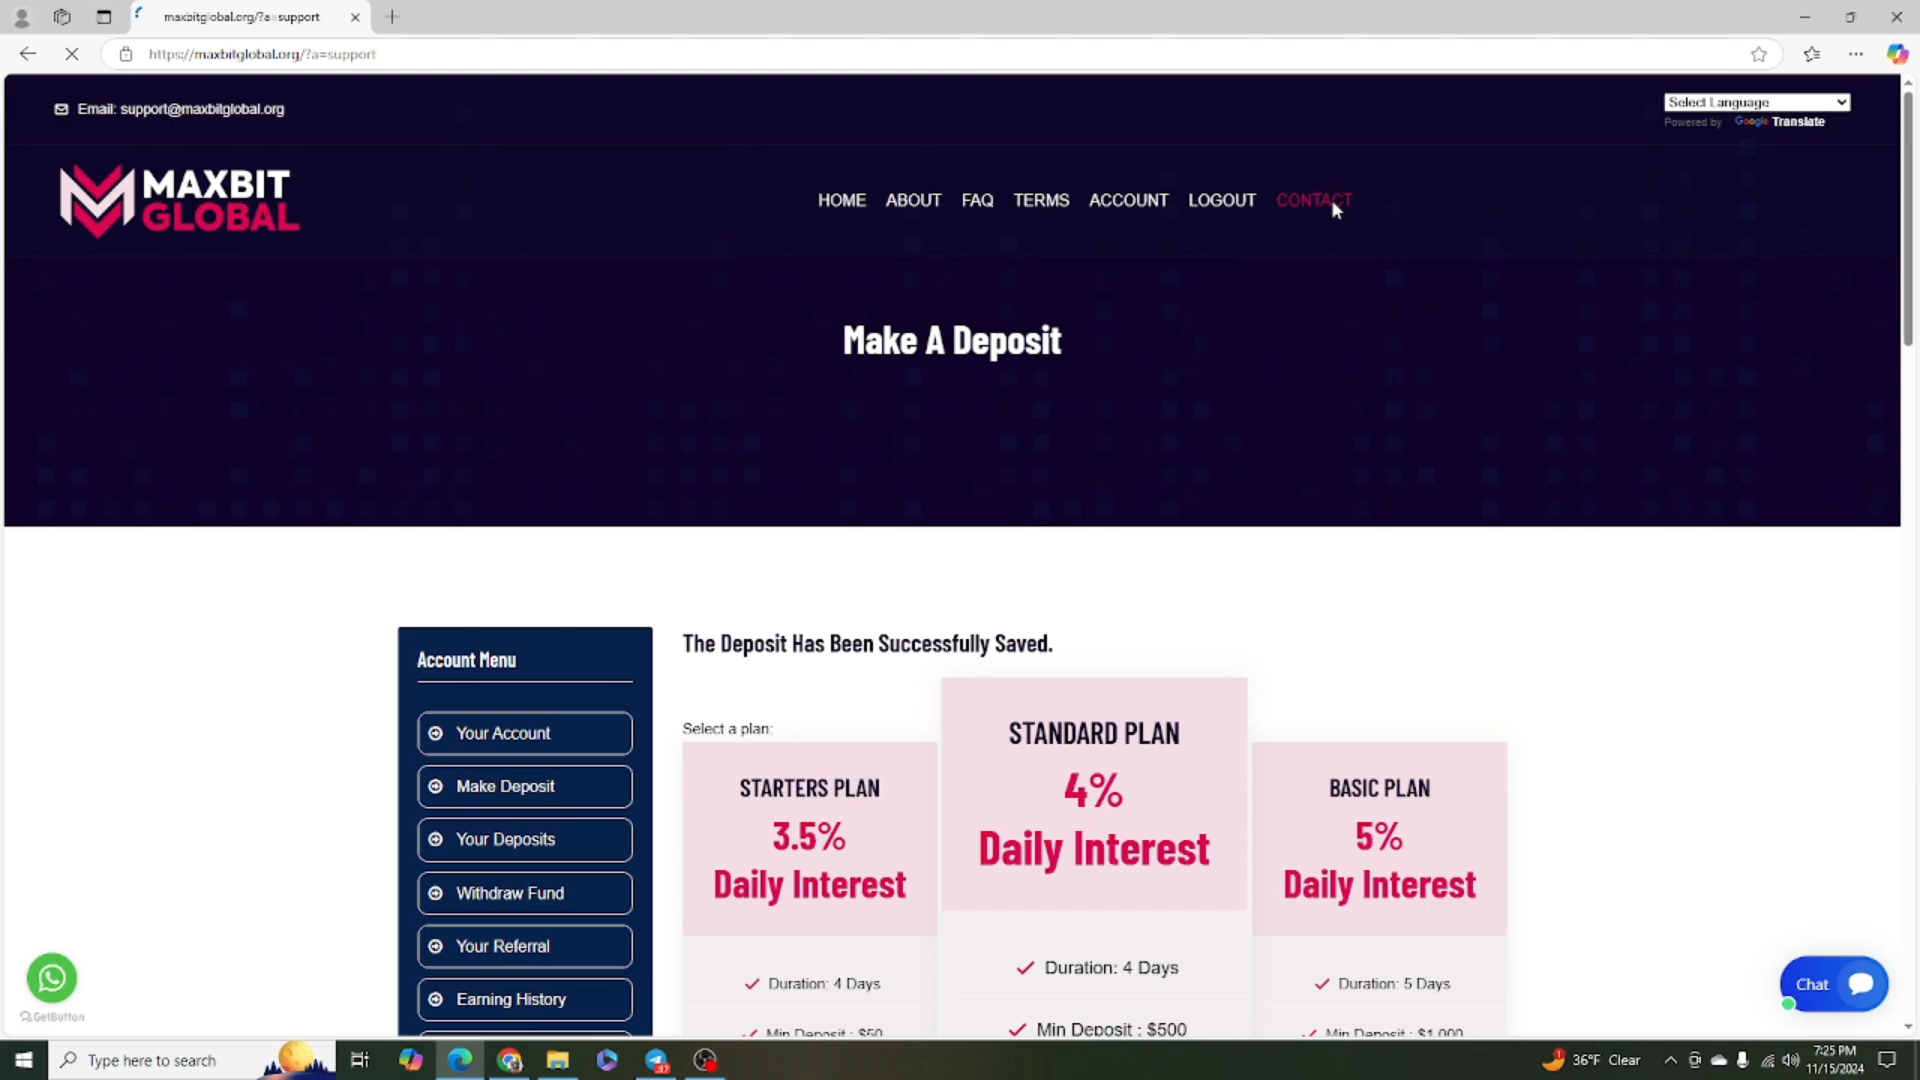 maxbitglobal.org/?a=support
https://maxbitglobal.org/?a=support
Email: support@maxbitglobal.org
Select Language
Powered by Google Translate
MAXBIT
GLOBAL
HOME ABOUT FAQ TERMS ACCOUNT LOGOUT CONTACT
Make A Deposit
Account Menu
Your Account
Make Deposit
Your Deposits
Withdraw Fund
Your Referral
Earning History
The Deposit Has Been Successfully Saved.
Select a plan:
STARTERS PLAN
3.5%
Daily Interest
Duration: 4 Days
Min Deposit : $50
STANDARD PLAN
4%
Daily Interest
Duration: 4 Days
Min Deposit : $500
BASIC PLAN
5%
Daily Interest
Duration: 5 Days
Min Deposit : $1,000
GetButton
Chat
Type here to search
36°F Clear
7:25 PM
11/15/2024